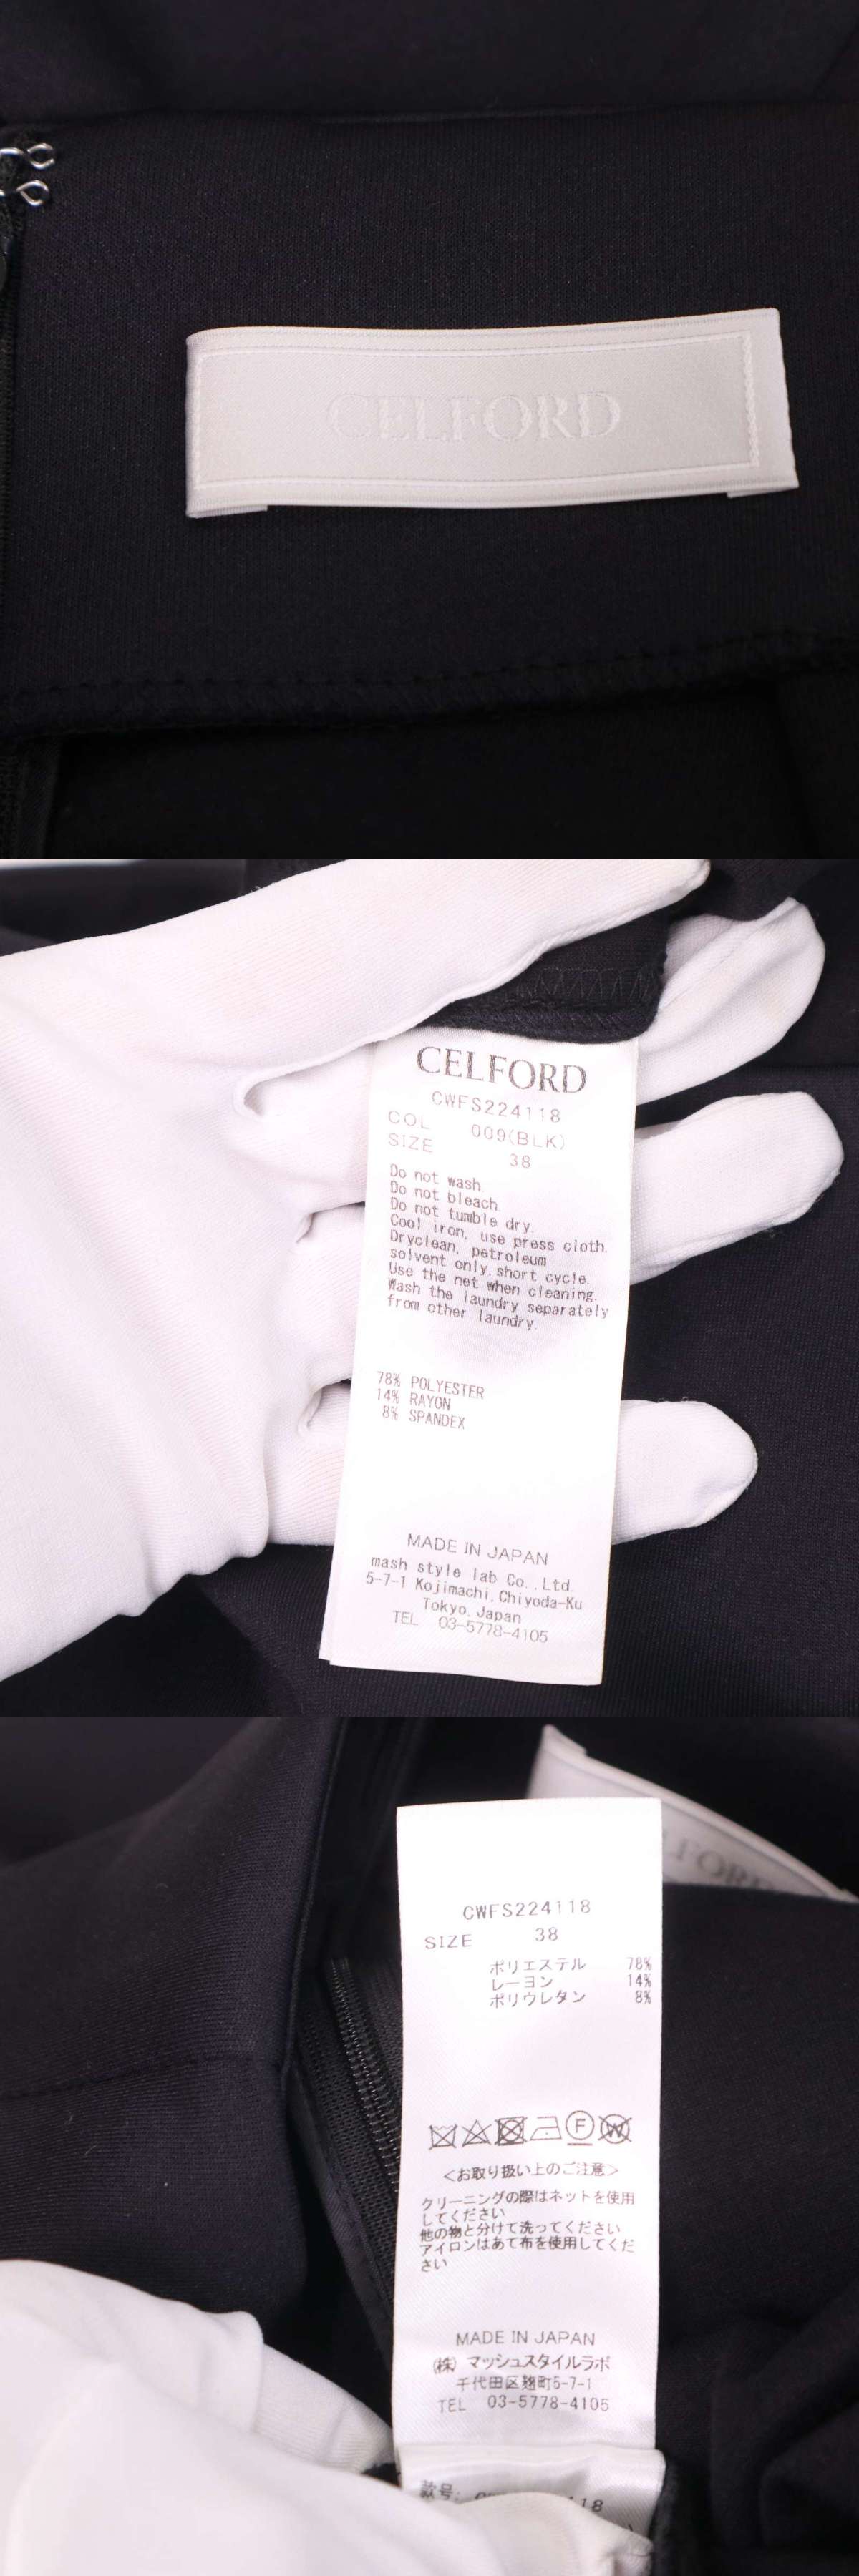 CELFORD
CELFORD
CWFS224118
COL 009(BLK)
SIZE 38
Do not wash.
Do not bleach.
Do not tumble dry.
Cool iron, use press cloth.
Dryclean, petroleum
solvent only,short cycle.
Use the net when cleaning.
Wash the laundry separately
from other laundry.
78% POLYESTER
14% RAYON
8% SPANDEX
MADE IN JAPAN
mash style lab Co.,Ltd.
5-7-1 Kojimachi,Chiyoda-Ku
Tokyo,Japan
TEL 03-5778-4105
CWFS224118
SIZE 38
ポリエステル 78%
レーヨン 14%
ポリウレタン 8%
F W
<お取り扱い上のご注意>
クリーニングの際はネットを使用
してください
他の物と分けて洗ってください
アイロンはあて布を使用してくだ
さい
MADE IN JAPAN
(株) マッシュスタイルラボ
千代田区麹町5-7-1
TEL 03-5778-4105
款号: 118